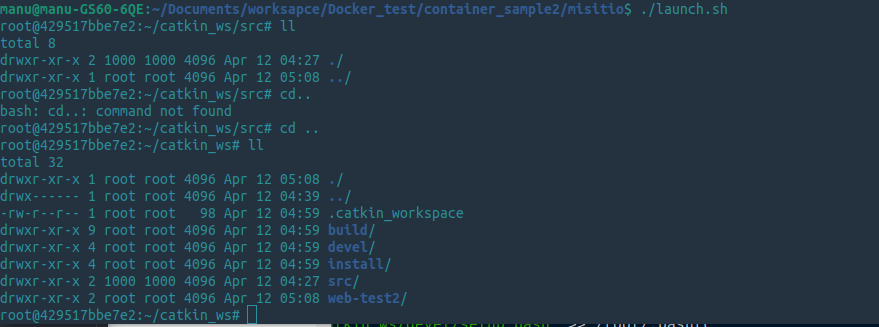 manu@manu-GS60-6QE:~/Documents/worksapce/Docker_test/container_sample2/misitio$ ./launch.sh
root@429517bbe7e2:~/catkin_ws/src# ll
total 8
drwxr-xr-x 2 1000 1000 4096 Apr 12 04:27 ./
drwxr-xr-x 1 root root 4096 Apr 12 05:08 ../
root@429517bbe7e2:~/catkin_ws/src# cd..
bash: cd..: command not found
root@429517bbe7e2:~/catkin_ws/src# cd ..
root@429517bbe7e2:~/catkin_ws# ll
total 32
drwxr-xr-x 1 root root 4096 Apr 12 05:08 ./
drwx------ 1 root root 4096 Apr 12 04:39 ../
-rw-r--r-- 1 root root   98 Apr 12 04:59 .catkin_workspace
drwxr-xr-x 9 root root 4096 Apr 12 04:59 build/
drwxr-xr-x 4 root root 4096 Apr 12 04:59 devel/
drwxr-xr-x 4 root root 4096 Apr 12 04:59 install/
drwxr-xr-x 2 1000 1000 4096 Apr 12 04:27 src/
drwxr-xr-x 2 root root 4096 Apr 12 05:08 web-test2/
root@429517bbe7e2:~/catkin_ws#